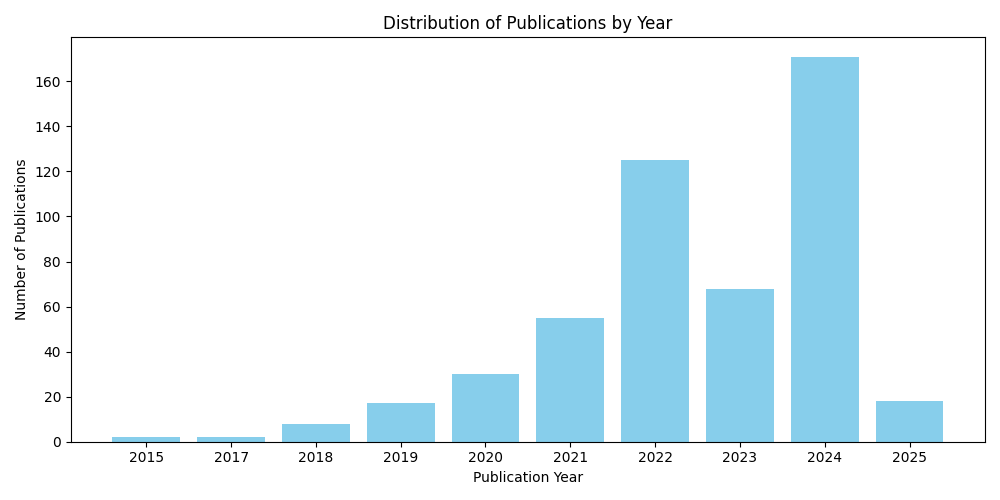 Distribution of Publications by Year
Number of Publications
160
140
120
100
80
60
40
20
0
2015 2017 2018 2019 2020 2021 2022 2023 2024 2025
Publication Year